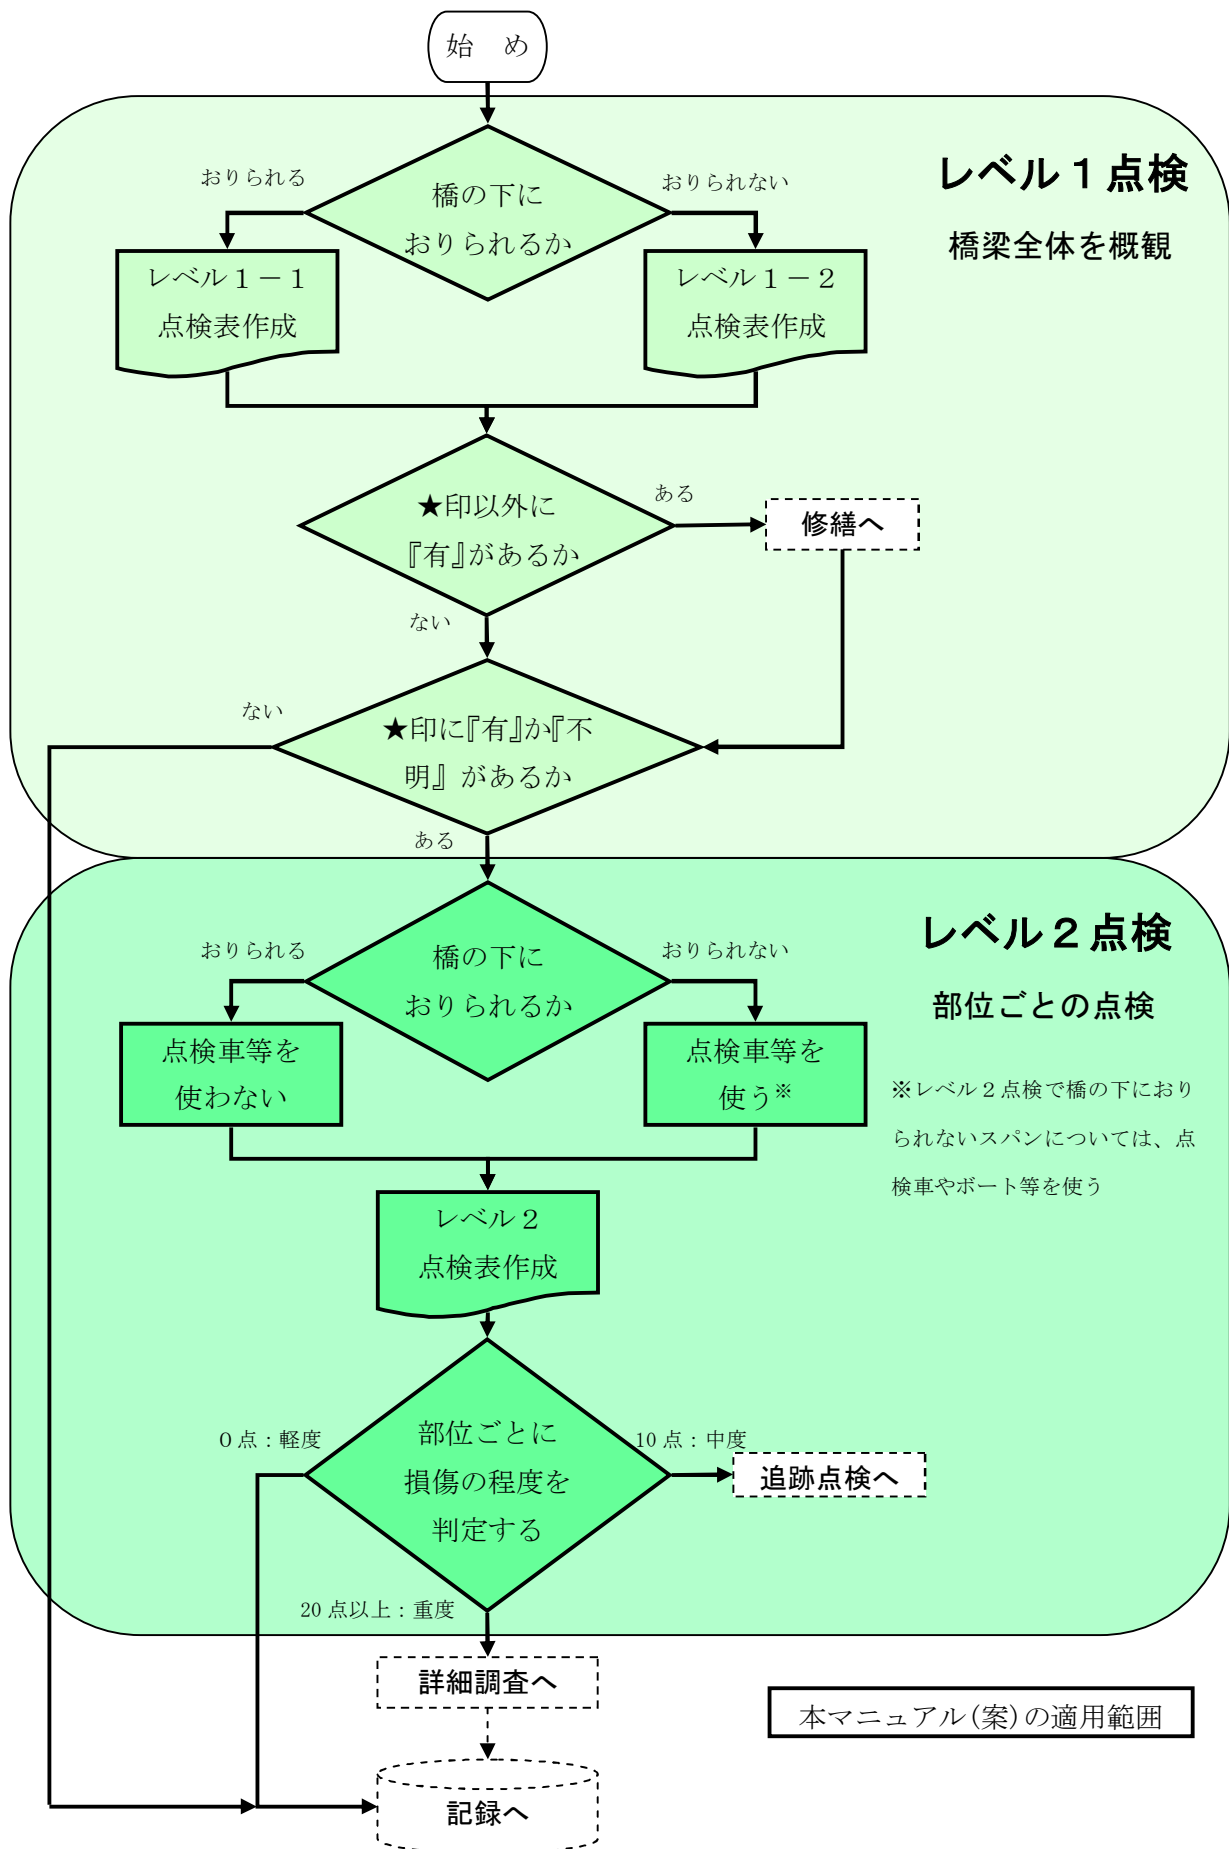 始　め
レベル１点検
橋梁全体を概観
おりられる
橋の下に
おりられるか
おりられない
レベル１－１
点検表作成
レベル１－２
点検表作成
★印以外に
『有』があるか
ある
修繕へ
ない
ない
★印に『有』か『不
明』があるか
ある
レベル２点検
部位ごとの点検
おりられる
橋の下に
おりられるか
おりられない
点検車等を
使わない
点検車等を
使う※
※レベル２点検で橋の下におり
られないスパンについては、点
検車やボート等を使う
レベル２
点検表作成
0 点：軽度
部位ごとに
損傷の程度を
判定する
10 点：中度
追跡点検へ
20 点以上：重度
詳細調査へ
本マニュアル(案)の適用範囲
記録へ